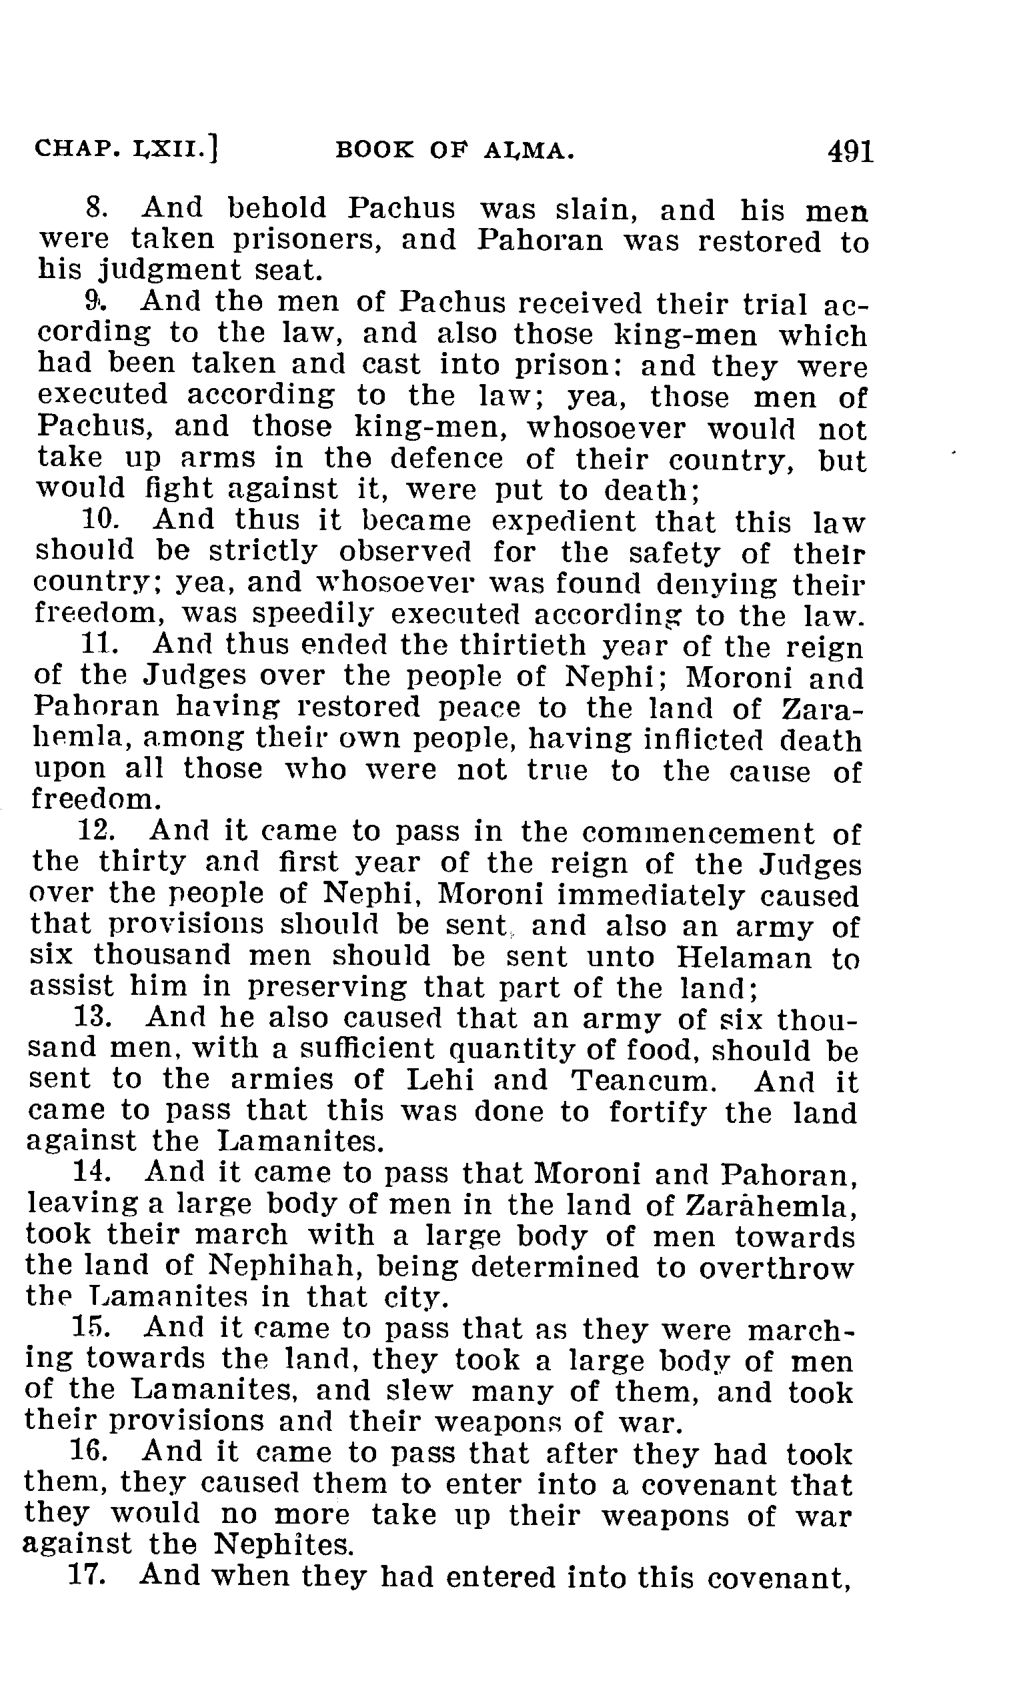 CHAP. LXII.] BOOK OF ALMA. 491
8. And behold Pachus was slain, and his men
were taken prisoners, and Pahoran was restored to
his judgment seat.
9. And the men of Pachus received their trial ac-
cording to the law, and also those king-men which
had been taken and cast into prison: and they were
executed according to the law; yea, those men of
Pachus, and those king-men, whosoever would not
take up arms in the defence of their country, but
would fight against it, were put to death;
10. And thus it became expedient that this law
should be strictly observed for the safety of their
country; yea, and whosoever was found denying their
freedom, was speedily executed according to the law.
11. And thus ended the thirtieth year of the reign
of the Judges over the people of Nephi; Moroni and
Pahoran having restored peace to the land of Zara-
hemla, among their own people, having inflicted death
upon all those who were not true to the cause of
freedom.
12. And it came to pass in the commencement of
the thirty and first year of the reign of the Judges
over the people of Nephi, Moroni immediately caused
that provisions should be sent, and also an army of
six thousand men should be sent unto Helaman to
assist him in preserving that part of the land;
13. And he also caused that an army of six thou-
sand men, with a sufficient quantity of food, should be
sent to the armies of Lehi and Teancum. And it
came to pass that this was done to fortify the land
against the Lamanites.
14. And it came to pass that Moroni and Pahoran,
leaving a large body of men in the land of Zarahemla,
took their march with a large body of men towards
the land of Nephihah, being determined to overthrow
the Lamanites in that city.
15. And it came to pass that as they were march-
ing towards the land, they took a large body of men
of the Lamanites, and slew many of them, and took
their provisions and their weapons of war.
16. And it came to pass that after they had took
them, they caused them to enter into a covenant that
they would no more take up their weapons of war
against the Nephites.
17. And when they had entered into this covenant,